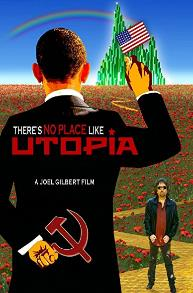 THERE'S NO PLACE LIKE
UTOPIA
A JOEL GILBERT FILM